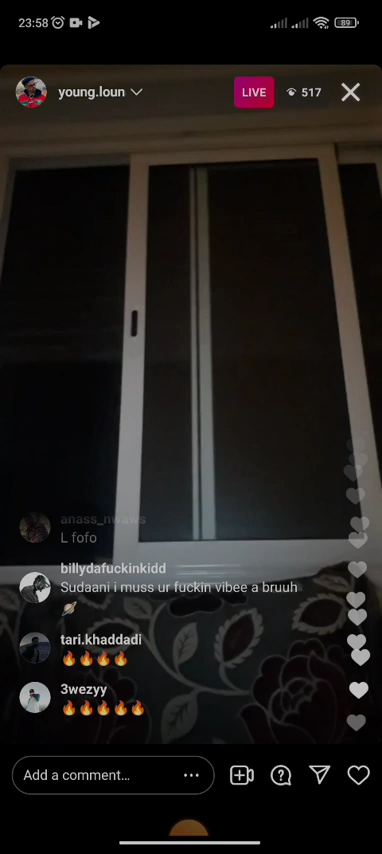 23:58
89
young.loun
LIVE
517
anass_nwaws
L fofo
billydafuckinkidd
Sudaani i muss ur fuckin vibee a bruuh
🪐
tari.khaddadi
🔥🔥🔥🔥
3wezyy
🔥🔥🔥🔥🔥
Add a comment...